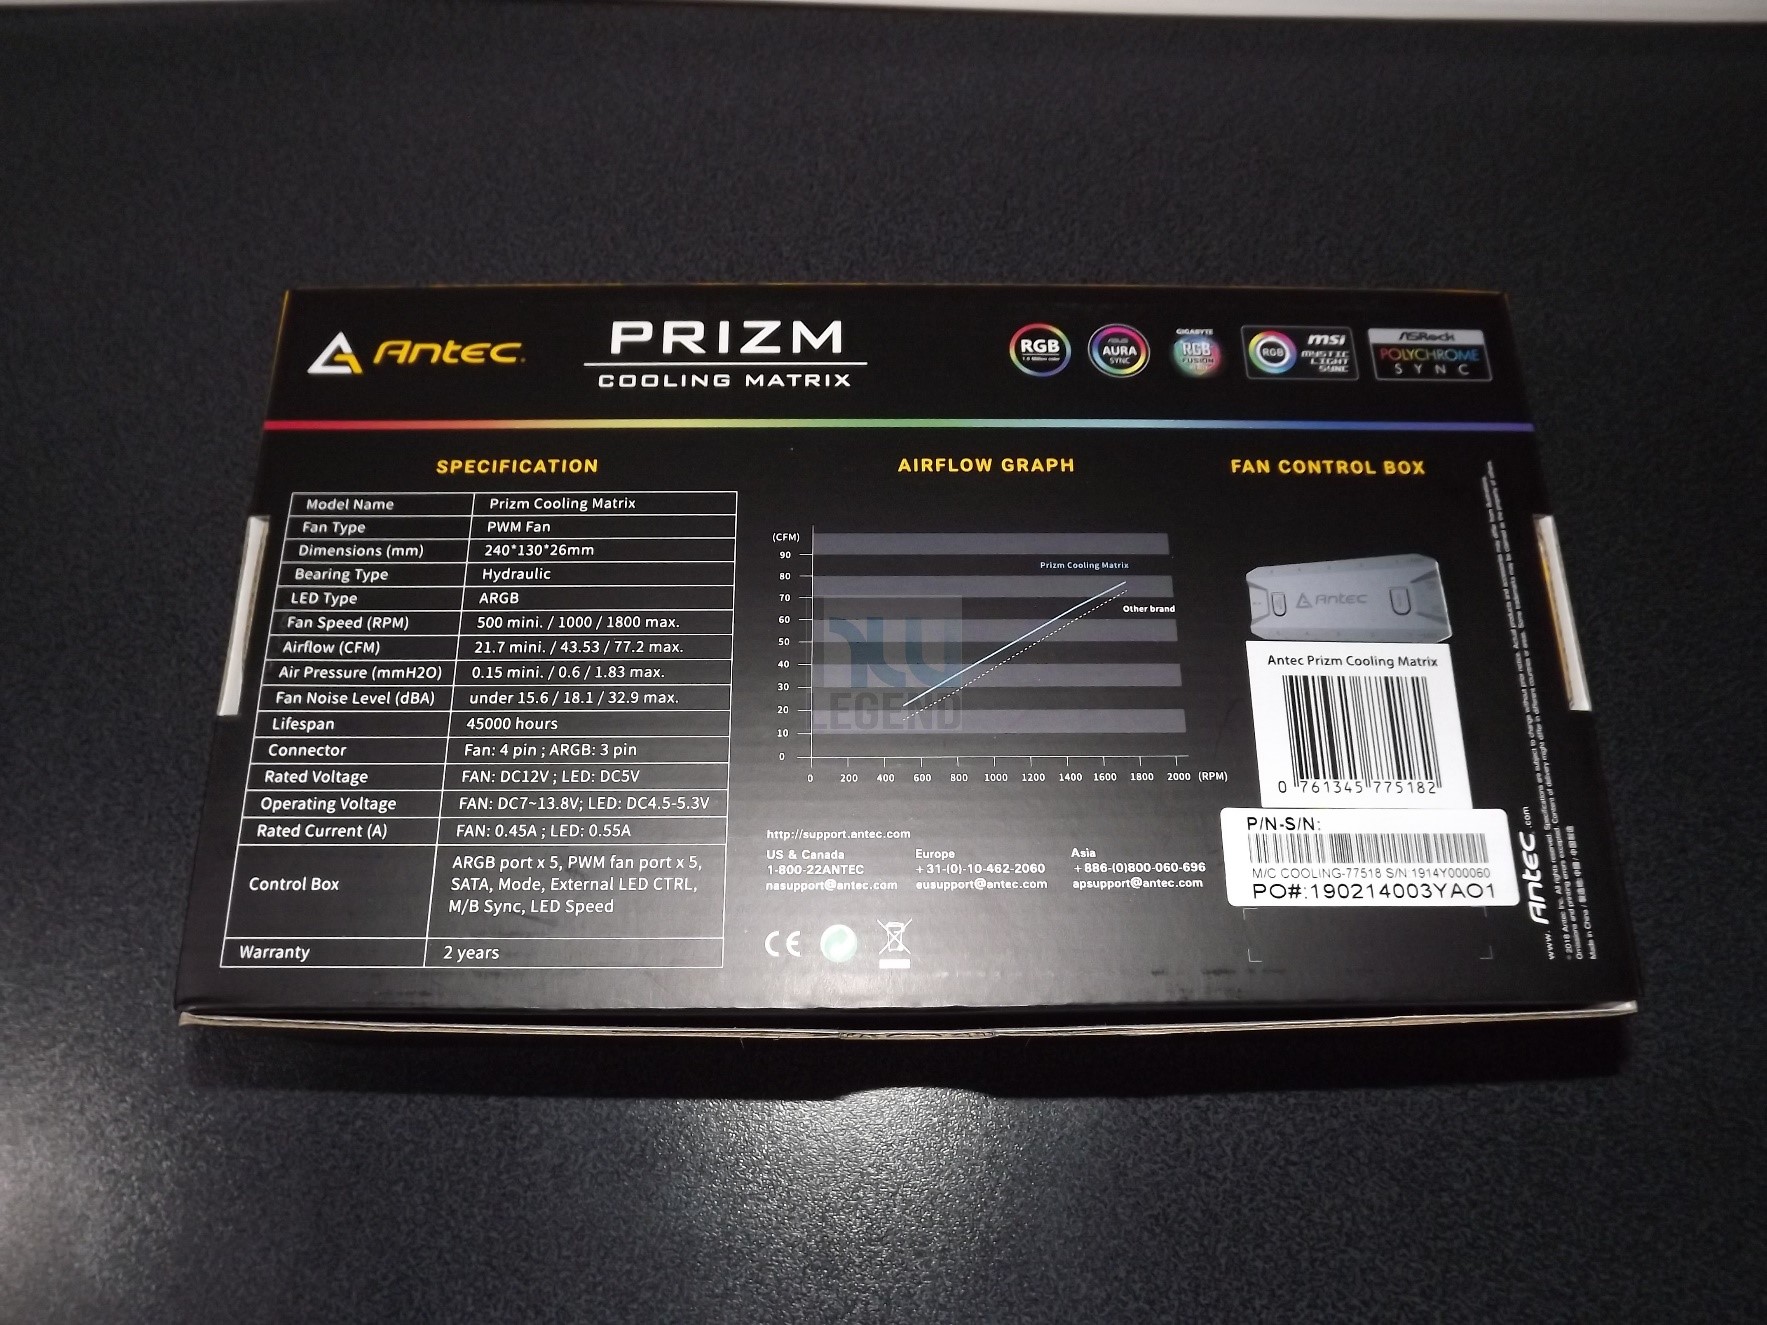 Antec
PRIZM
COOLING MATRIX
RGB
ASUS
AURA
SYNC
GIGABYTE
RGB
FUSION
RGB
msi
MYSTIC
LIGHT
SYNC
ASRock
POLYCHROME
SYNC
SPECIFICATION
Model Name Prizm Cooling Matrix
Fan Type PWM Fan
Dimensions (mm) 240*130*26mm
Bearing Type Hydraulic
LED Type ARGB
Fan Speed (RPM) 500 mini. / 1000 / 1800 max.
Airflow (CFM) 21.7 mini. / 43.53 / 77.2 max.
Air Pressure (mmH2O) 0.15 mini. / 0.6 / 1.83 max.
Fan Noise Level (dBA) under 15.6 / 18.1 / 32.9 max.
Lifespan 45000 hours
Connector Fan: 4 pin ; ARGB: 3 pin
Rated Voltage FAN: DC12V ; LED: DC5V
Operating Voltage FAN: DC7~13.8V; LED: DC4.5-5.3V
Rated Current (A) FAN: 0.45A ; LED: 0.55A
Control Box ARGB port x 5, PWM fan port x 5,
SATA, Mode, External LED CTRL,
M/B Sync, LED Speed
Warranty 2 years
AIRFLOW GRAPH
(CFM)
90
80
70
60
50
40
30
20
10
0
Prizm Cooling Matrix
Other brand
LEGEND
0 200 400 600 800 1000 1200 1400 1600 1800 2000 (RPM)
http://support.antec.com
US & Canada
1-800-22ANTEC
nasupport@antec.com
Europe
+31-(0)-10-462-2060
eusupport@antec.com
Asia
+886-(0)800-060-696
apsupport@antec.com
CE
FAN CONTROL BOX
Antec
Antec Prizm Cooling Matrix
0 761345 775182
P/N-S/N:
M/C COOLING-77518 S/N 1914Y000060
PO#:190214003YA01
www.Antec.com